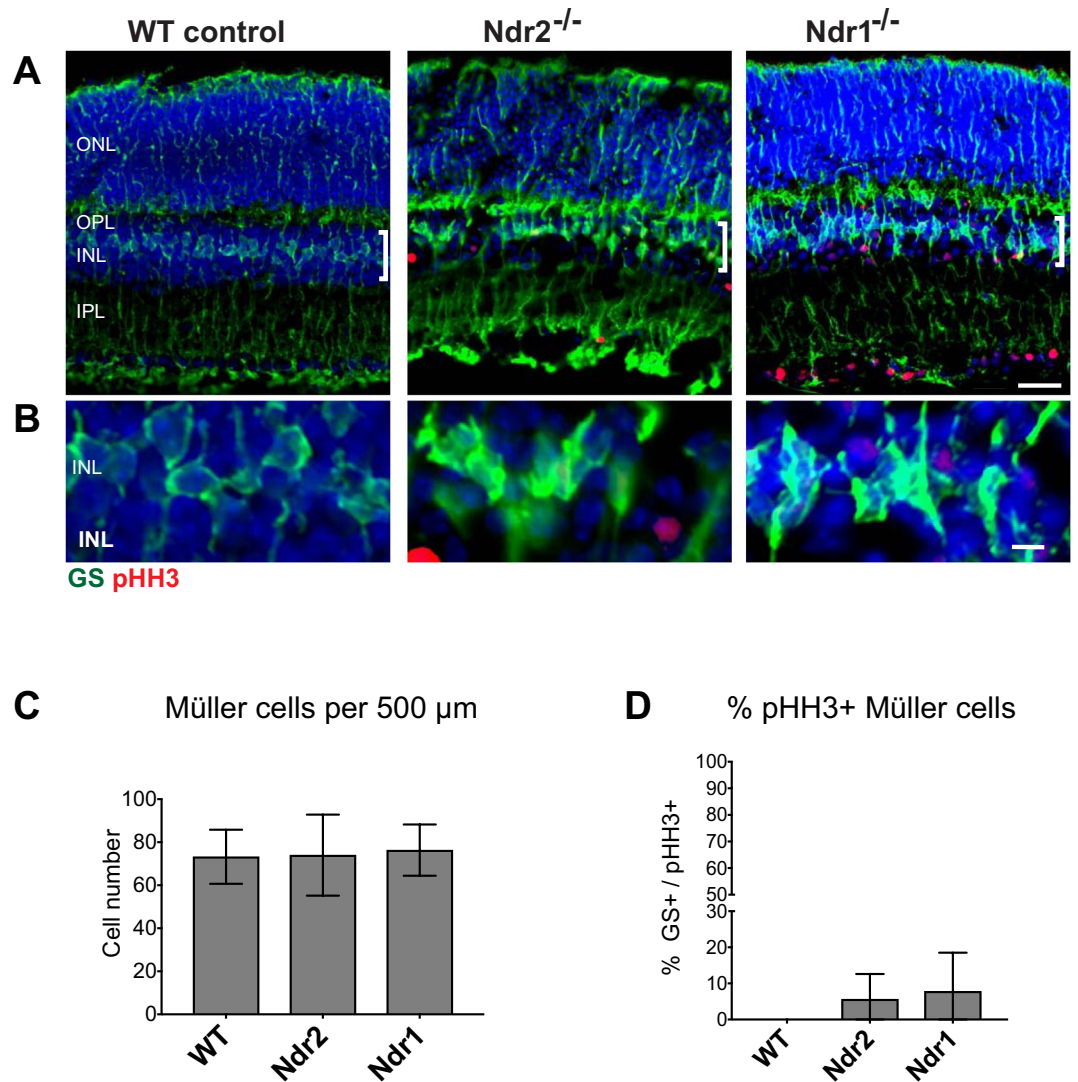 WT control Ndr2-/- Ndr1-/-
A
ONL
OPL
INL
IPL
B
INL
INL
GS pHH3
C Müller cells per 500 µm
Cell number
100
80
60
40
20
0
WT Ndr2 Ndr1
D % pHH3+ Müller cells
% GS+ / pHH3+
100
90
80
70
60
50
30
20
10
0
WT Ndr2 Ndr1